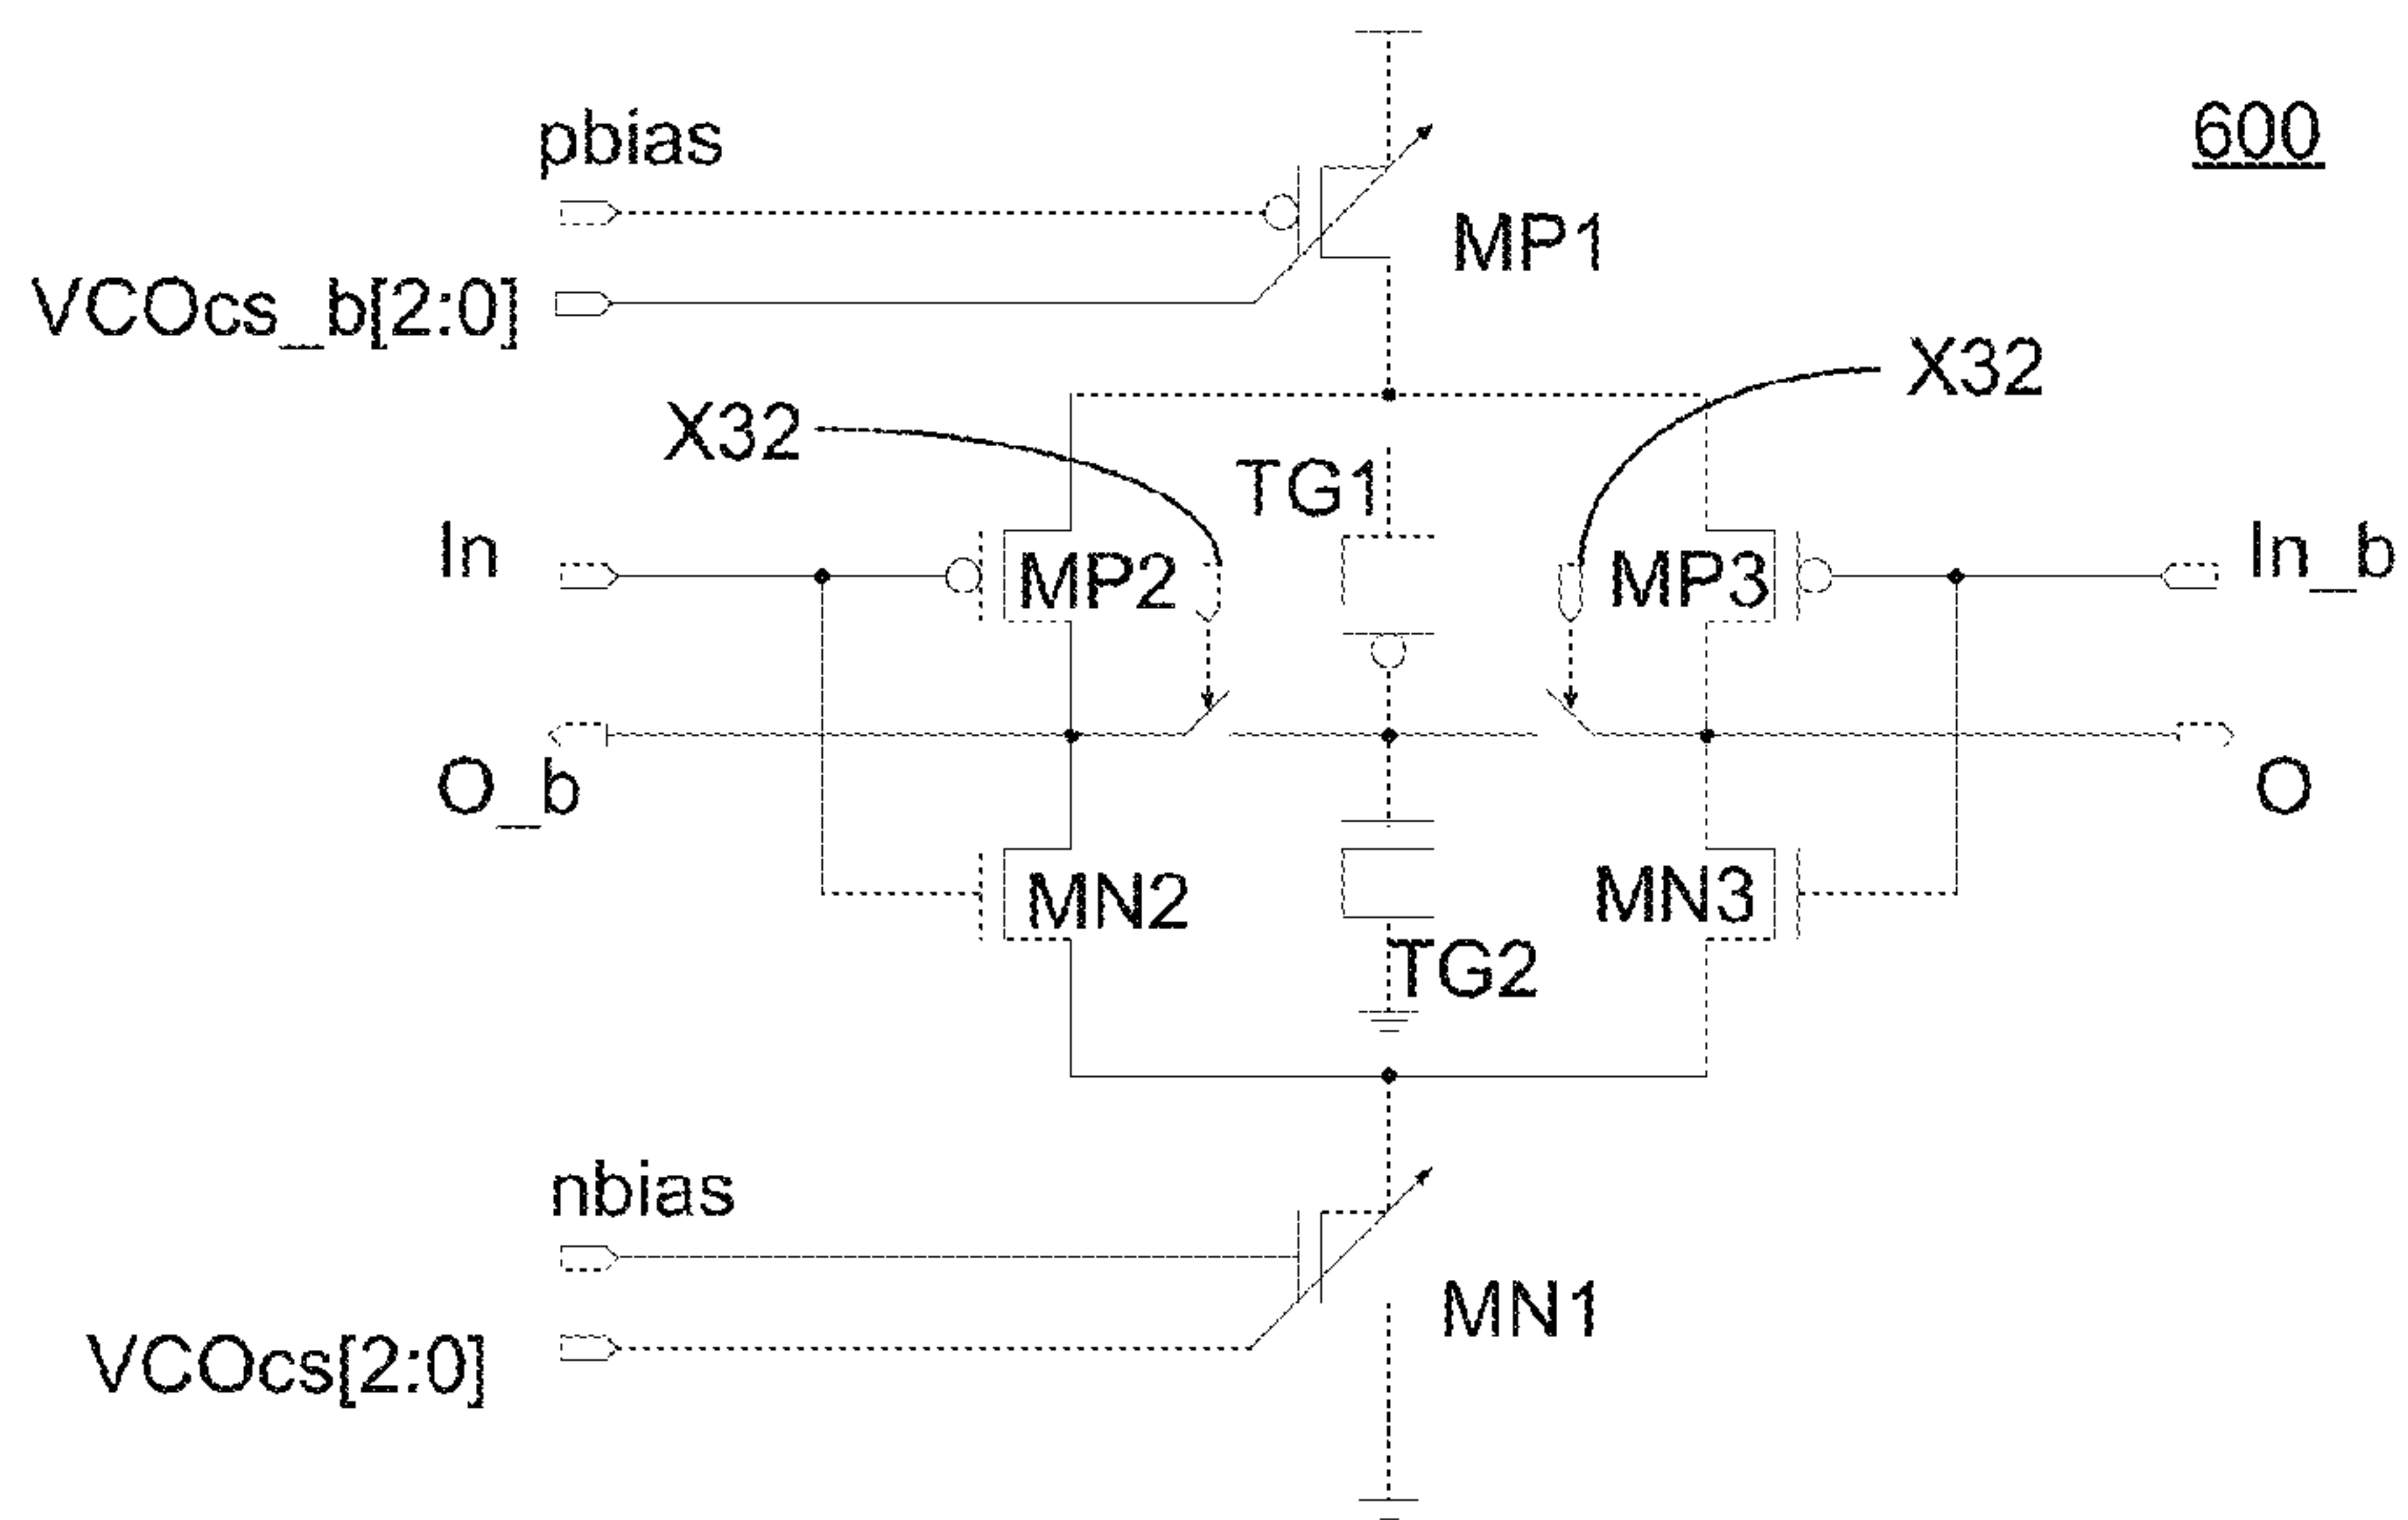 pbias
600
MP1
VCOcs_b[2:0]
X32
X32
TG1
In
MP2
MP3
In_b
O_b
O
MN2
MN3
TG2
nbias
MN1
VCOcs[2:0]